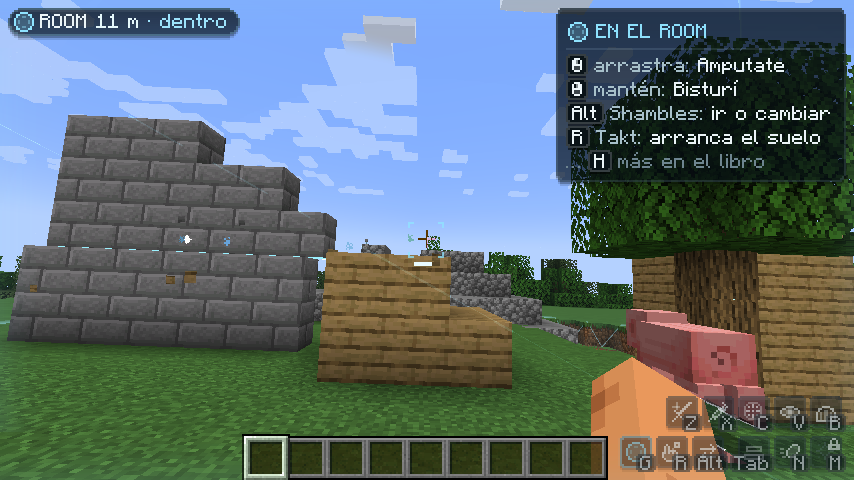 ROOM 11 m · dentro
EN EL ROOM
arrastra: Amputate
mantén: Bisturí
Alt Shambles: ir o cambiar
R Takt: arranca el suelo
H más en el libro
Z X C V B
G R Alt Tab N M